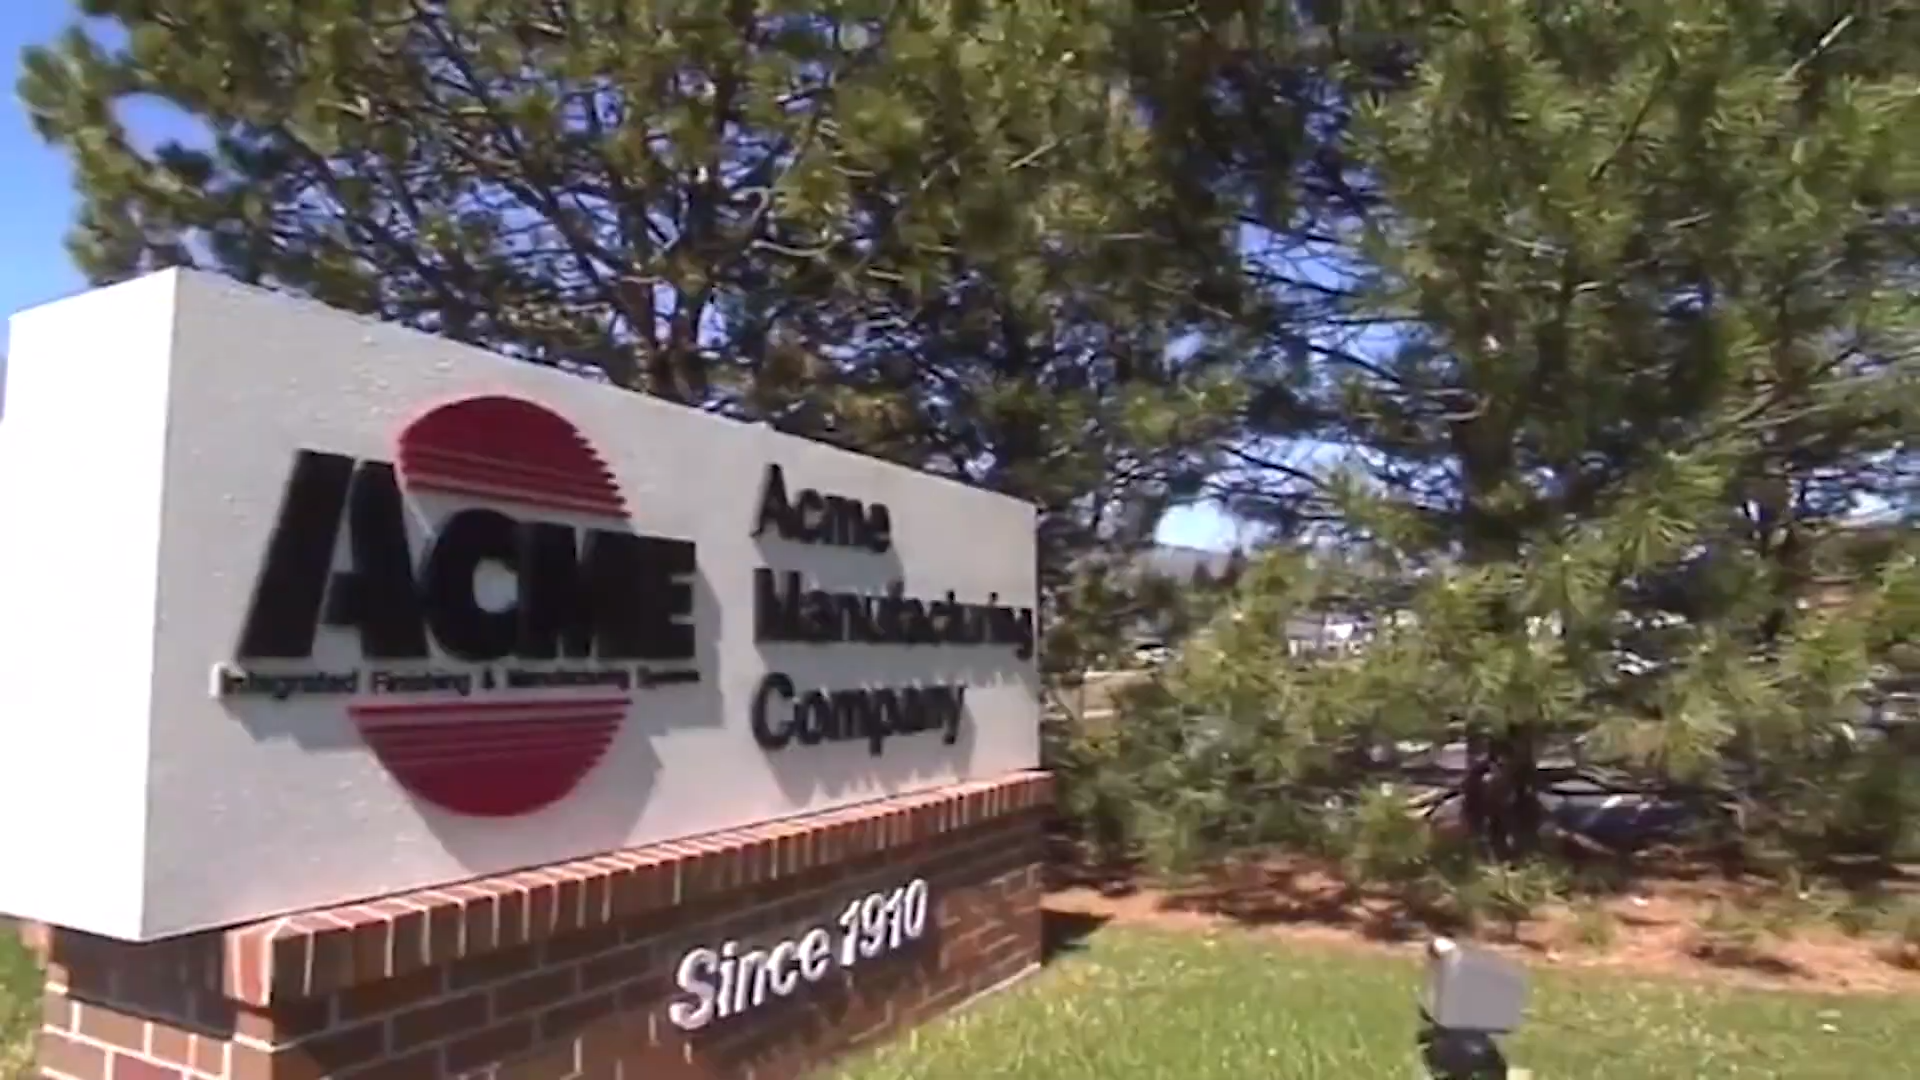 ACME
Integrated Finishing & Manufacturing Systems
Acme
Manufacturing
Company
Since 1910